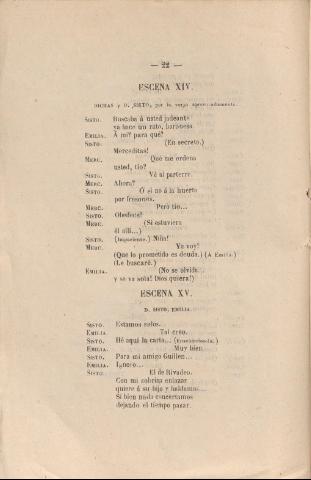 — 22 —
ESCENA XIV.
DICHAS y D. SISTO, por la verja apresuradamente.
SISTO. Buscaba á usted jadeante
ya hace un rato, baronesa
EMILIA. Á mí? para qué?
SISTO. (En secreto.)
Merceditas!
MERC. Qué me ordena
usted, tio?
SISTO. Vé al parterre.
MERC. Ahora?
SISTO. Ó si no á la huerta
por fresones.
MERC. Pero tio...
SISTO. Obedece!
MERC. (Si estuviera
él allí...)
SISTO. (Impaciente.) Niña!
MERC. Ya voy!
(Que lo prometido es deuda.) (Á Emilia.)
(Le buscaré.)
EMILIA. (No se olvida...
y se va sola! Dios quiera!)
ESCENA XV.
D. SISTO, EMILIA.
SISTO. Estamos solos.
EMILIA. Tal creo.
SISTO. Hé aquí la carta...
EMILIA. Muy bien.
SISTO. Para mi amigo Guillen...
EMILIA. Ignoro...
SISTO. El de Rivadeo.
Con mi sobrina enlazar
quiere á su hijo y hablamos...
Si bien nada concertamos
dejando el tiempo pasar.